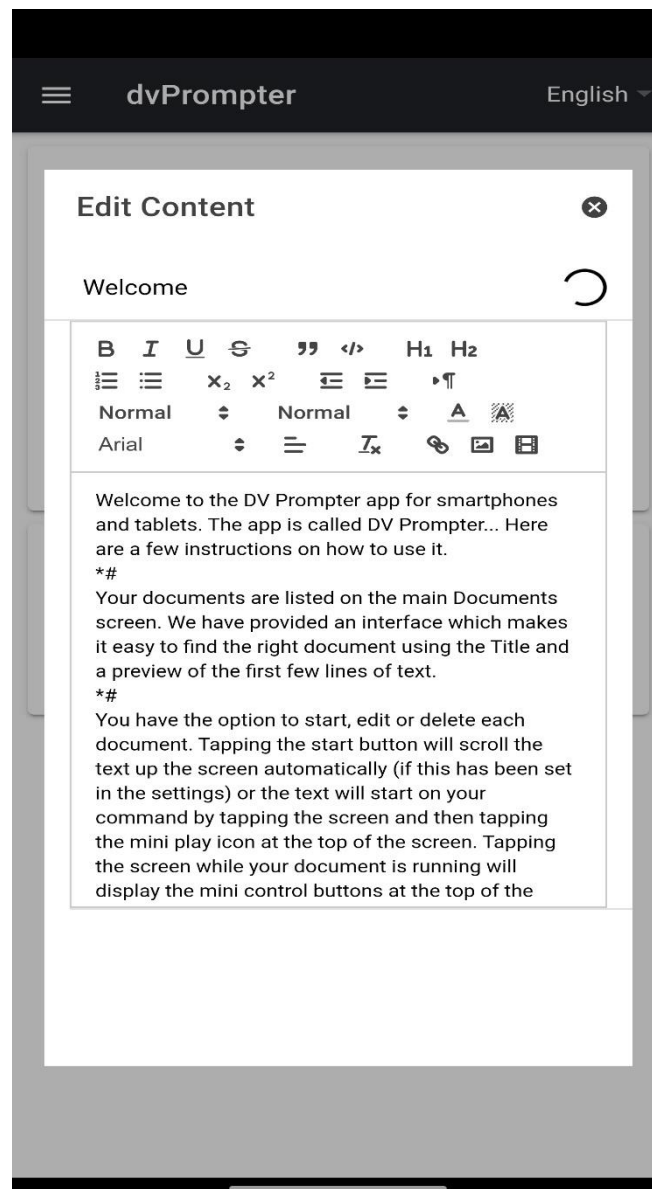 dvPrompter English
Edit Content
Welcome
B I U S ” </> H1 H2
X₂ X²
Normal Normal A A
Arial Tx
Welcome to the DV Prompter app for smartphones
and tablets. The app is called DV Prompter... Here
are a few instructions on how to use it.
*#
Your documents are listed on the main Documents
screen. We have provided an interface which makes
it easy to find the right document using the Title and
a preview of the first few lines of text.
*#
You have the option to start, edit or delete each
document. Tapping the start button will scroll the
text up the screen automatically (if this has been set
in the settings) or the text will start on your
command by tapping the screen and then tapping
the mini play icon at the top of the screen. Tapping
the screen while your document is running will
display the mini control buttons at the top of the